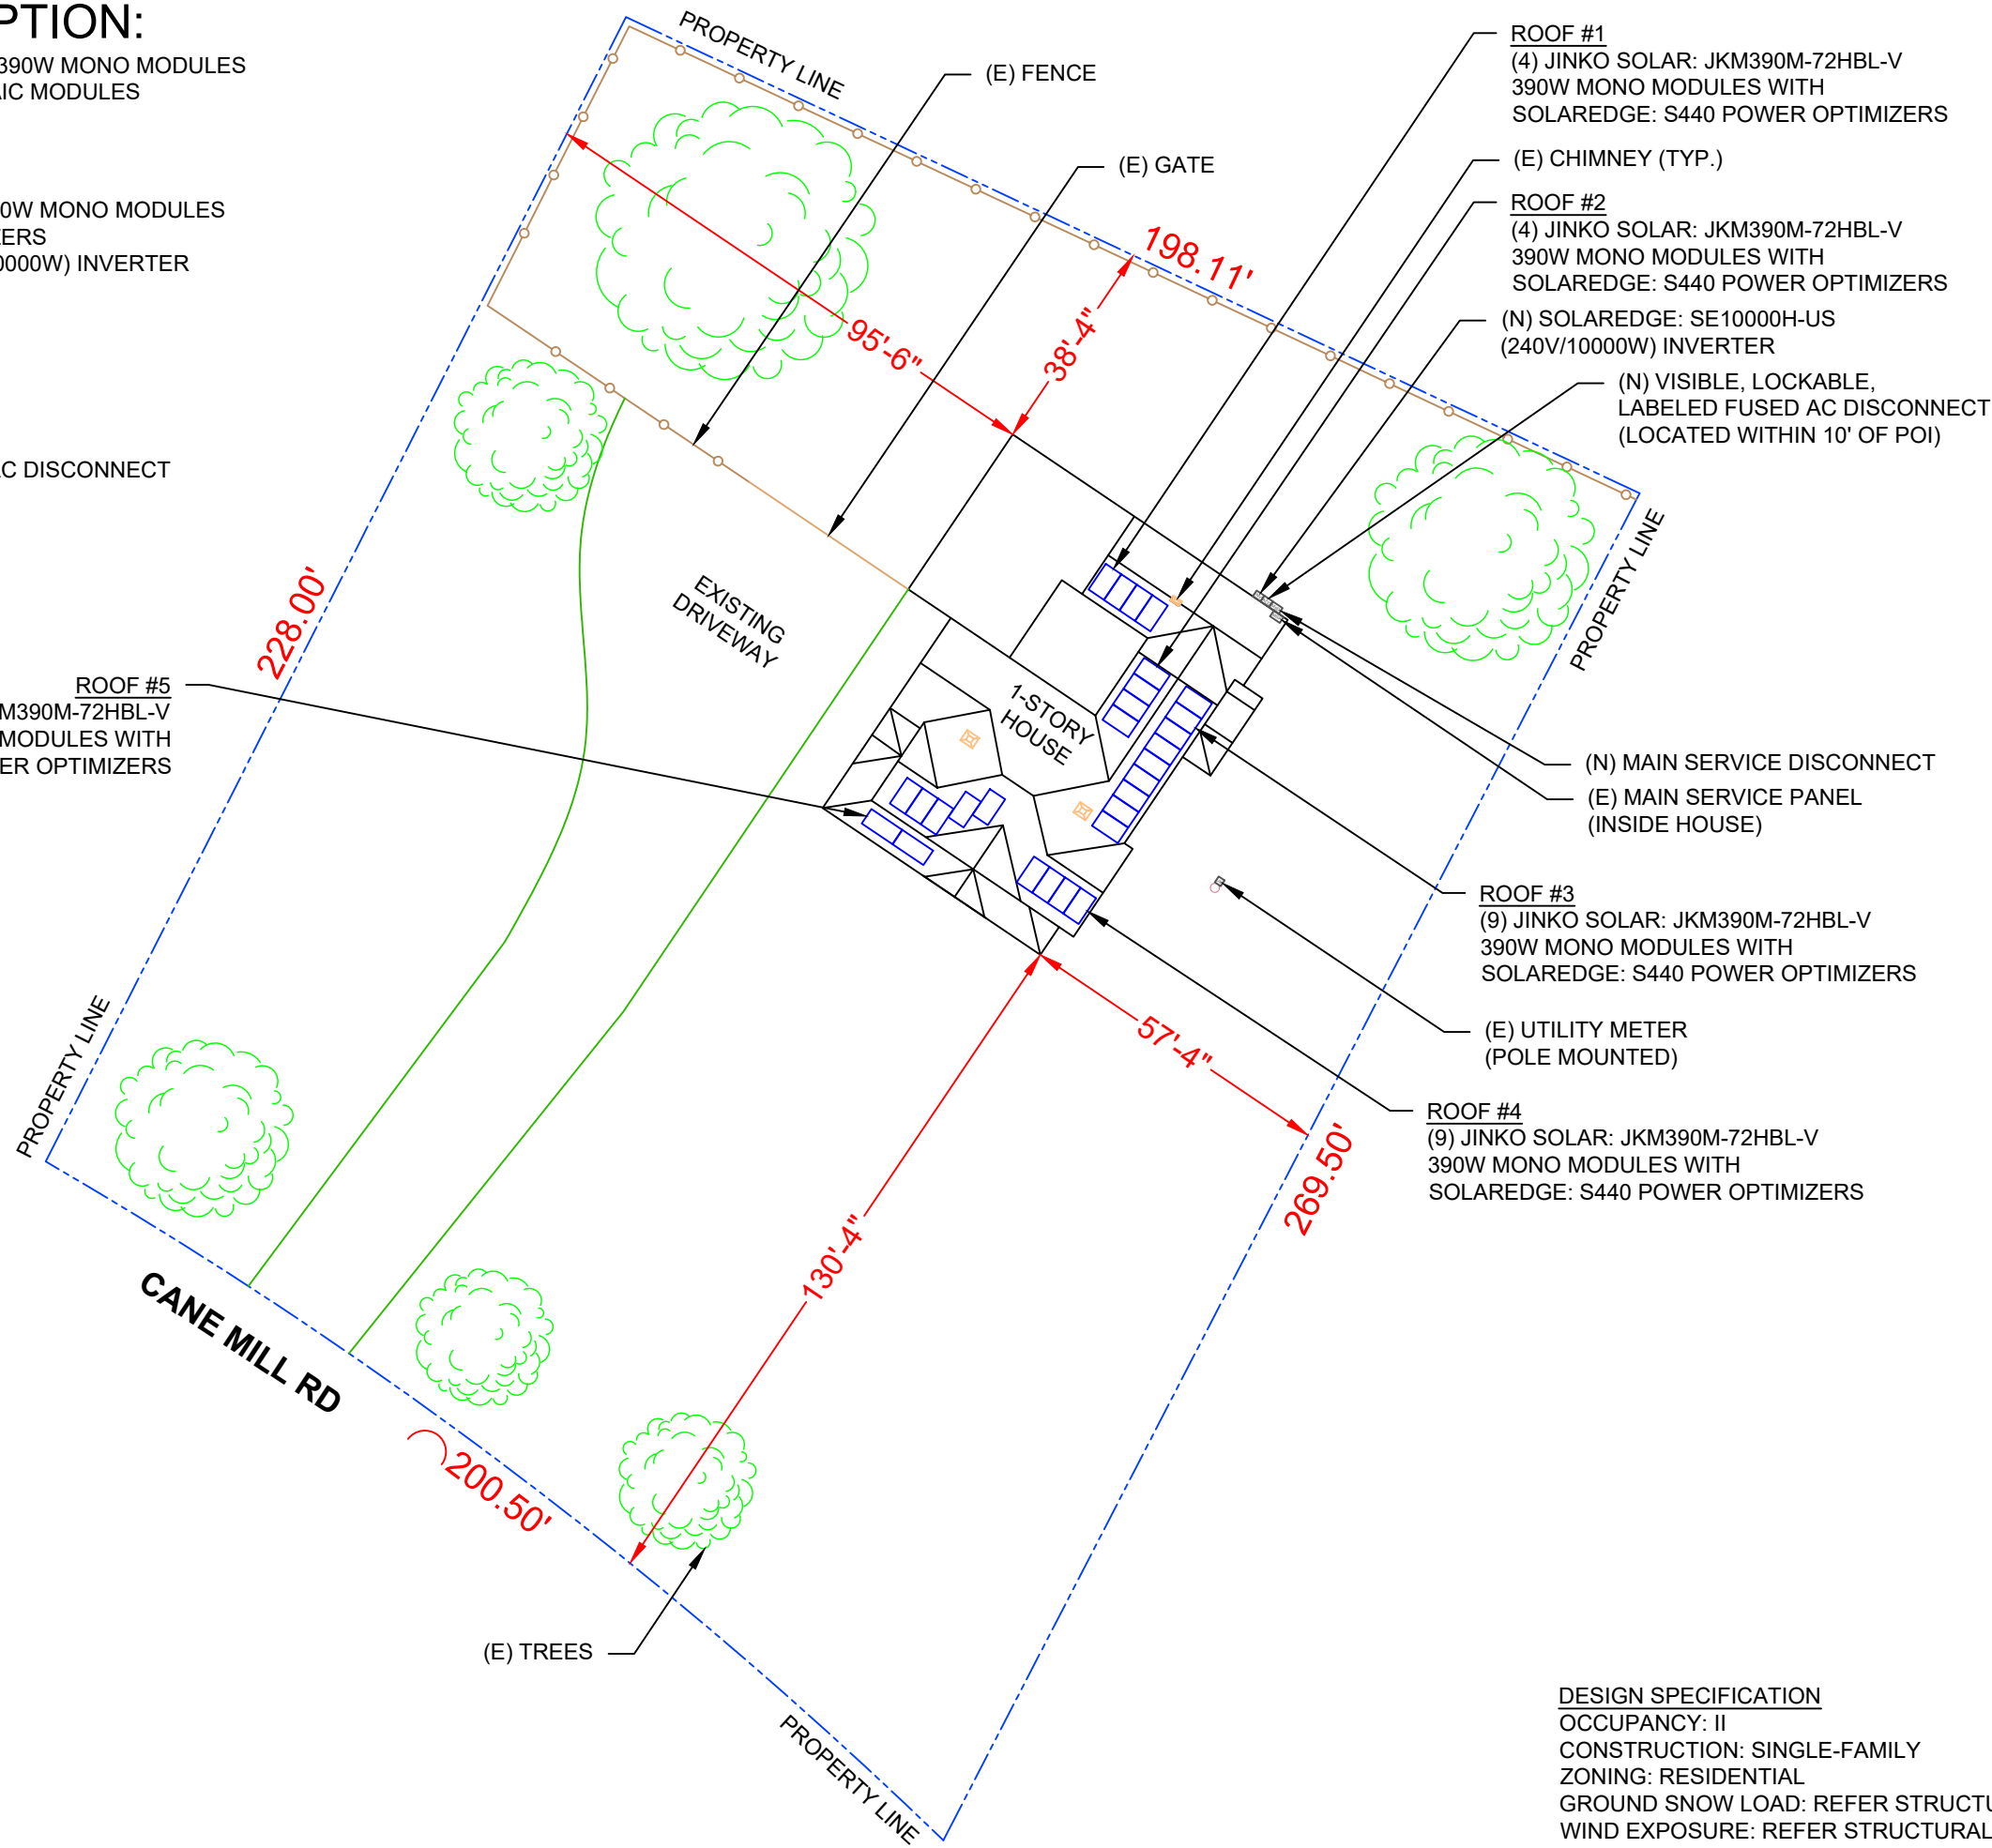 PTION:
390W MONO MODULES
AIC MODULES
0W MONO MODULES
ERS
0000W) INVERTER
AC DISCONNECT
PROPERTY LINE
(E) FENCE
(E) GATE
198.11'
95'-6"
38'-4"
ROOF #1
(4) JINKO SOLAR: JKM390M-72HBL-V
390W MONO MODULES WITH
SOLAREDGE: S440 POWER OPTIMIZERS
(E) CHIMNEY (TYP.)
ROOF #2
(4) JINKO SOLAR: JKM390M-72HBL-V
390W MONO MODULES WITH
SOLAREDGE: S440 POWER OPTIMIZERS
(N) SOLAREDGE: SE10000H-US
(240V/10000W) INVERTER
(N) VISIBLE, LOCKABLE,
LABELED FUSED AC DISCONNECT
(LOCATED WITHIN 10' OF POI)
PROPERTY LINE
228.00'
EXISTING
DRIVEWAY
1-STORY
HOUSE
ROOF #5
M390M-72HBL-V
MODULES WITH
ER OPTIMIZERS
(N) MAIN SERVICE DISCONNECT
(E) MAIN SERVICE PANEL
(INSIDE HOUSE)
ROOF #3
(9) JINKO SOLAR: JKM390M-72HBL-V
390W MONO MODULES WITH
SOLAREDGE: S440 POWER OPTIMIZERS
(E) UTILITY METER
(POLE MOUNTED)
ROOF #4
(9) JINKO SOLAR: JKM390M-72HBL-V
390W MONO MODULES WITH
SOLAREDGE: S440 POWER OPTIMIZERS
57'-4"
269.50'
130'-4"
PROPERTY LINE
CANE MILL RD
200.50'
(E) TREES
PROPERTY LINE
DESIGN SPECIFICATION
OCCUPANCY: II
CONSTRUCTION: SINGLE-FAMILY
ZONING: RESIDENTIAL
GROUND SNOW LOAD: REFER STRUCTU
WIND EXPOSURE: REFER STRUCTURAL